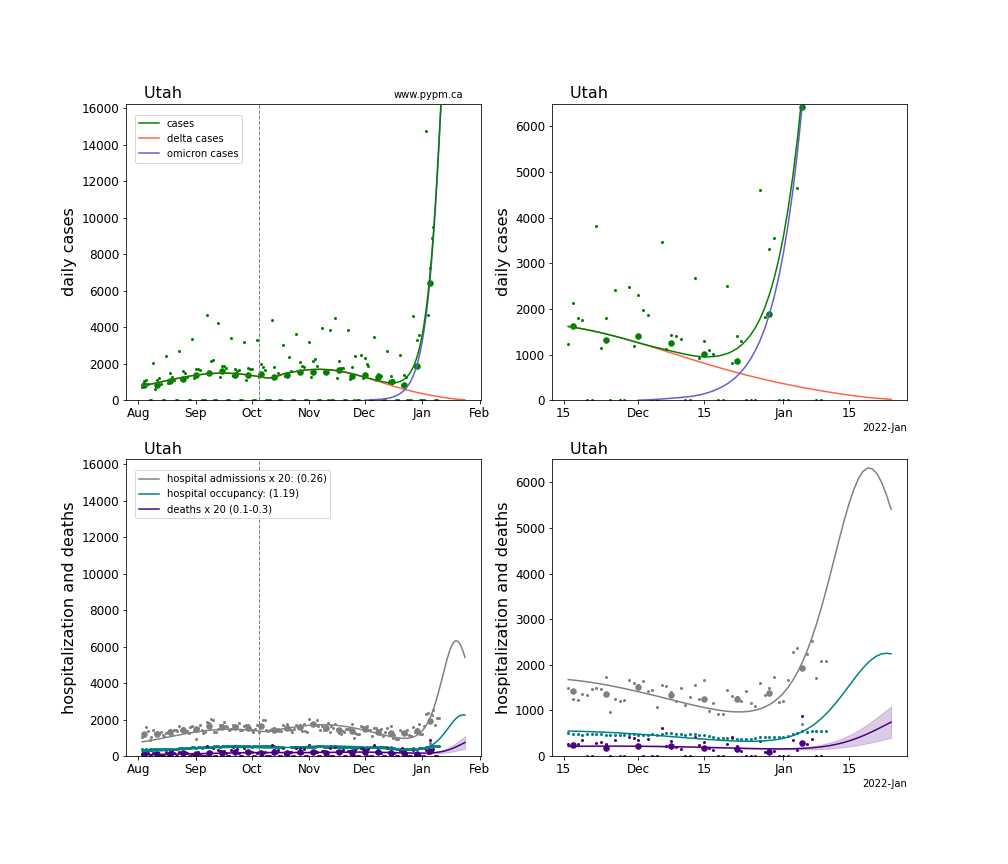 Utah
www.pypm.ca
Utah
daily cases
16000
14000
12000
10000
8000
6000
4000
2000
0
cases
delta cases
omicron cases
Aug Sep Oct Nov Dec Jan Feb
daily cases
6000
5000
4000
3000
2000
1000
0
15 Dec 15 Jan 15
2022-Jan
Utah
Utah
hospitalization and deaths
16000
14000
12000
10000
8000
6000
4000
2000
0
hospital admissions x 20: (0.26)
hospital occupancy: (1.19)
deaths x 20 (0.1-0.3)
Aug Sep Oct Nov Dec Jan Feb
hospitalization and deaths
6000
5000
4000
3000
2000
1000
0
15 Dec 15 Jan 15
2022-Jan